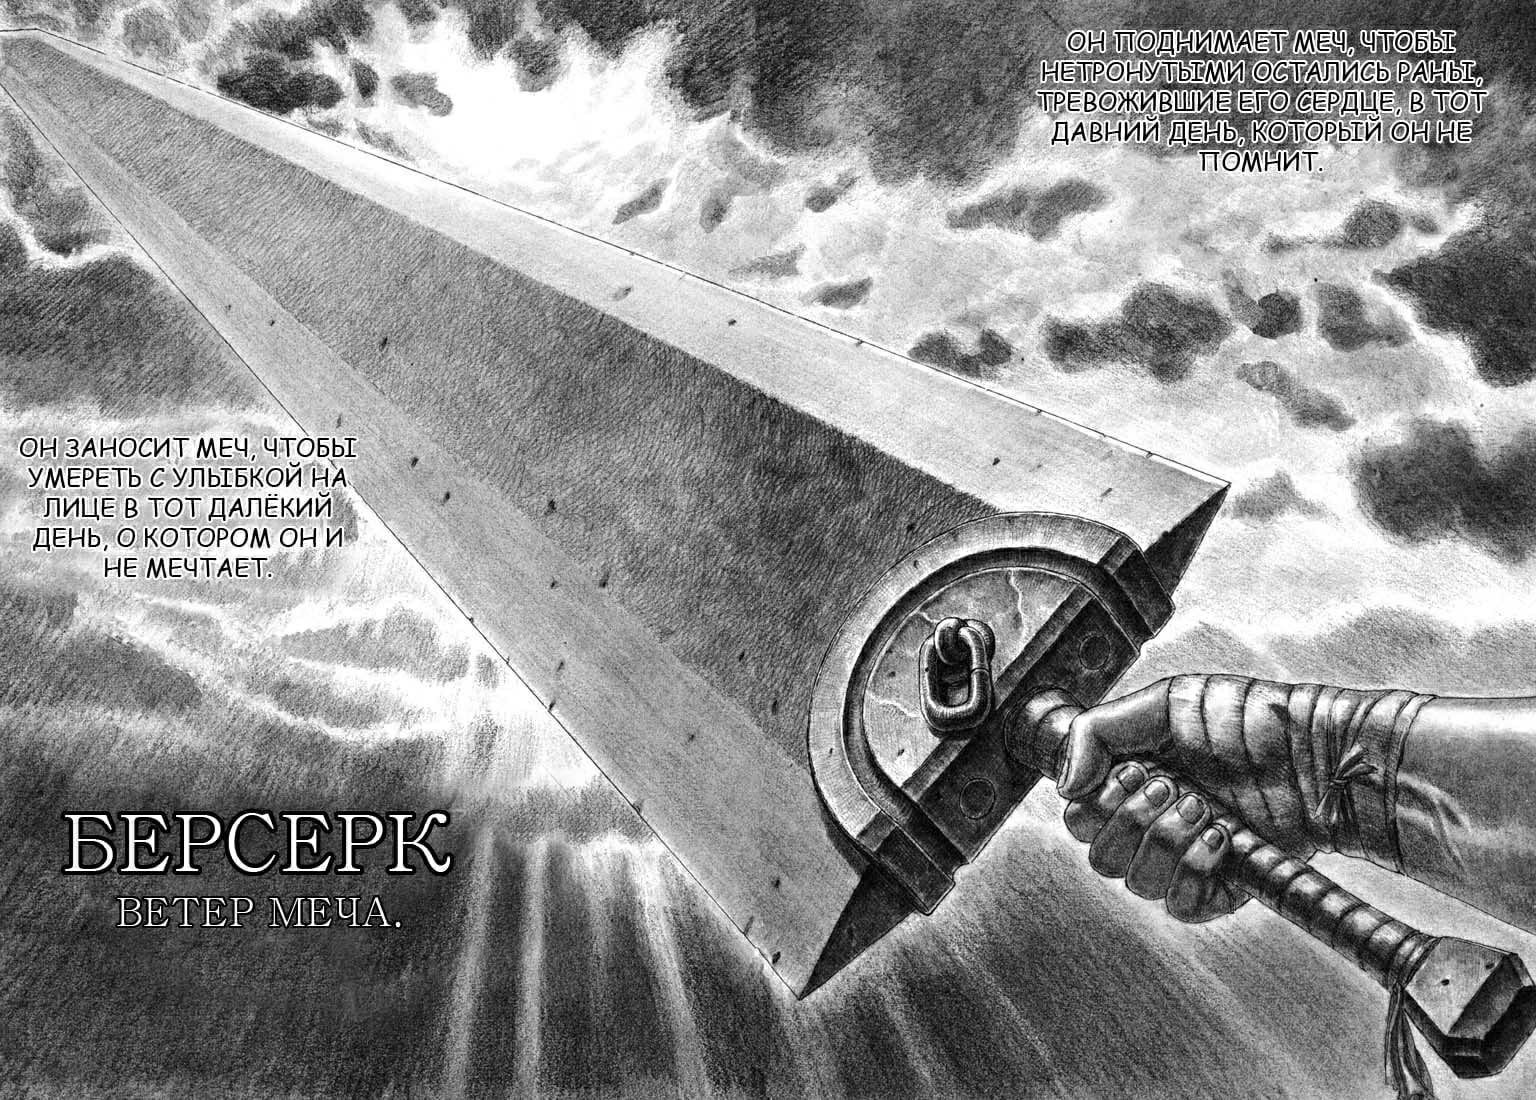 ОН ПОДНИМАЕТ МЕЧ, ЧТОБЫ
НЕТРОНУТЫМИ ОСТАЛИСЬ РАНЫ,
ТРЕВОЖИВШИЕ ЕГО СЕРДЦЕ, В ТОТ
ДАВНИЙ ДЕНЬ, КОТОРЫЙ ОН НЕ
ПОМНИТ.
ОН ЗАНОСИТ МЕЧ, ЧТОБЫ
УМЕРЕТЬ С УЛЫБКОЙ НА
ЛИЦЕ В ТОТ ДАЛЁКИЙ
ДЕНЬ, О КОТОРОМ ОН И
НЕ МЕЧТАЕТ.
БЕРСЕРК
ВЕТЕР МЕЧА.